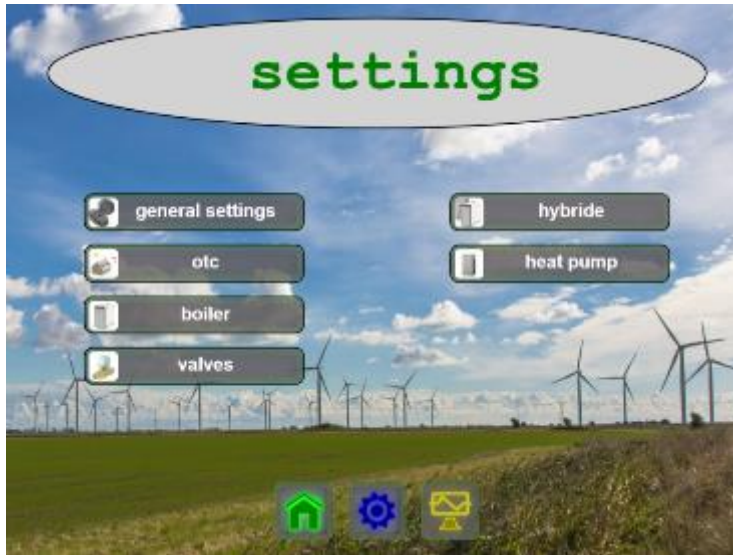 settings
general settings
otc
boiler
valves
hybride
heat pump